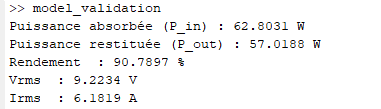 >> model_validation
Puissance absorbée (P_in) : 62.8031 W
Puissance restituée (P_out) : 57.0188 W
Rendement  : 90.7897 %
Vrms  : 9.2234 V
Irms  : 6.1819 A